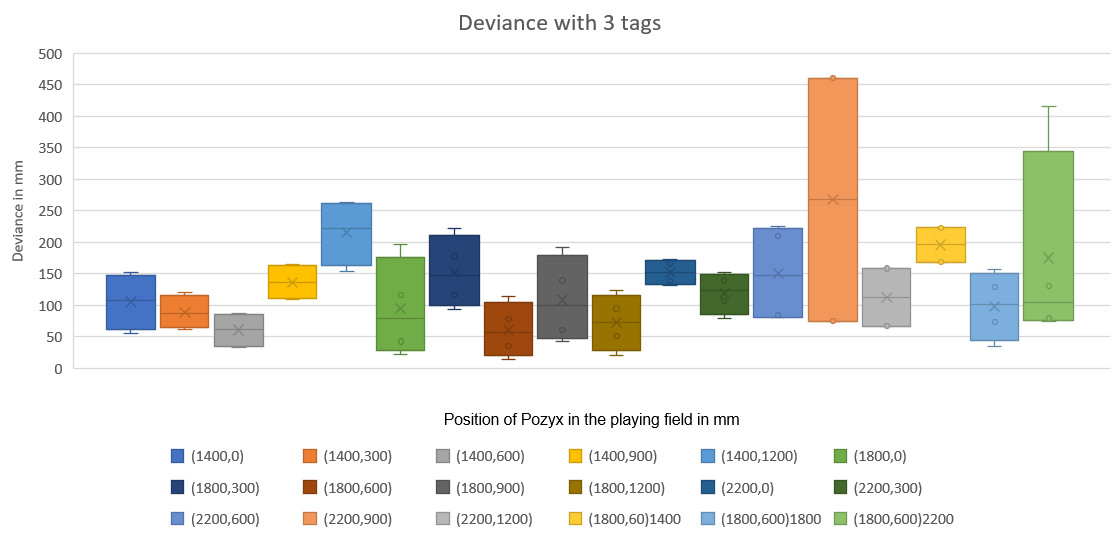 Deviance with 3 tags
500
450
400
350
300
250
200
150
100
50
0
Deviance in mm
Position of Pozyx in the playing field in mm
(1400,0) (1400,300) (1400,600) (1400,900) (1400,1200) (1800,0)
(1800,300) (1800,600) (1800,900) (1800,1200) (2200,0) (2200,300)
(2200,600) (2200,900) (2200,1200) (1800,60)1400 (1800,600)1800 (1800,600)2200